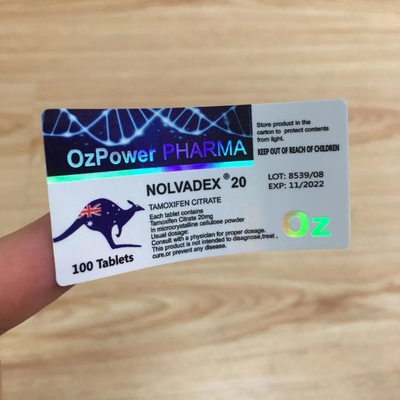 OzPower PHARMA
NOLVADEX® 20
TAMOXIFEN CITRATE
Each tablet contains
Tamoxifen Citrate 20mg
In microcrystalline cellulose powder
Usual dosage:
Consult with a physician for proper dosage.
This product is not intended to disagnose,treat ,
cure,or prevent any disease.
100 Tablets
Store product in the
carton to protect contents
from light.
KEEP OUT OF REACH OF CHILDREN
LOT: 8539/08
EXP: 11/2022
Oz